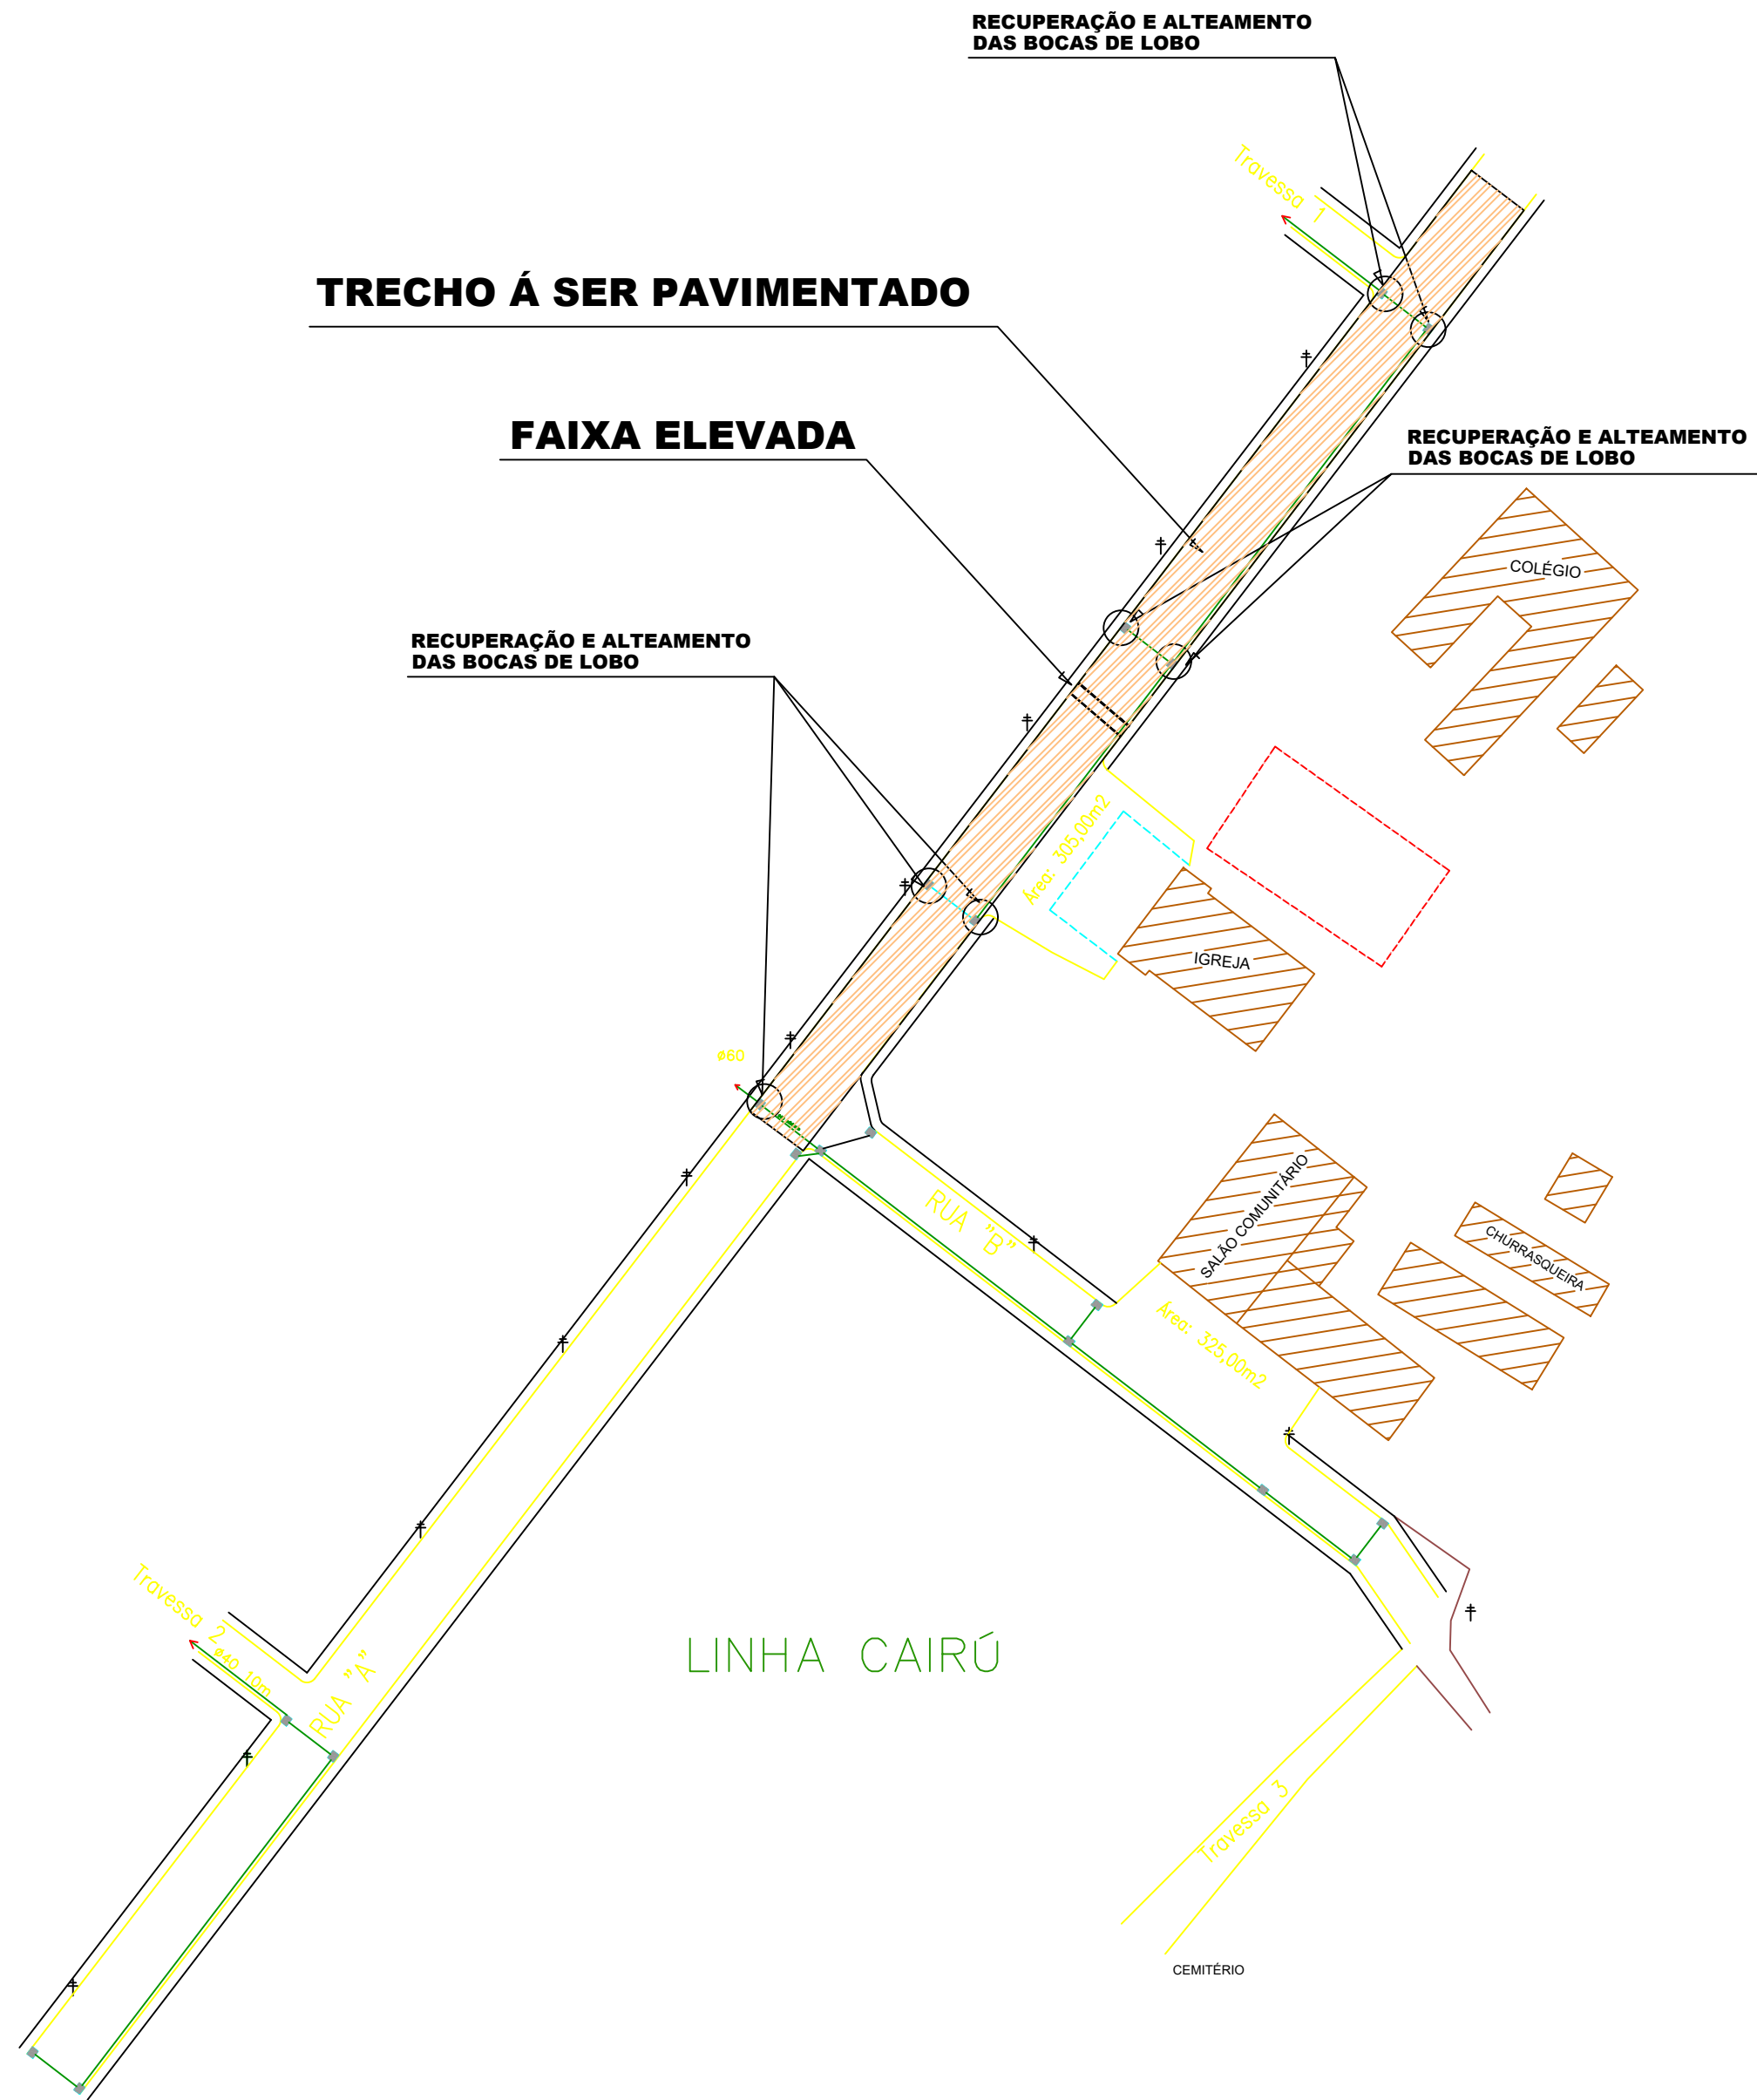 RECUPERAÇÃO E ALTEAMENTO
DAS BOCAS DE LOBO
Travessa 1
TRECHO Á SER PAVIMENTADO
FAIXA ELEVADA
RECUPERAÇÃO E ALTEAMENTO
DAS BOCAS DE LOBO
COLÉGIO
RECUPERAÇÃO E ALTEAMENTO
DAS BOCAS DE LOBO
Área: 305,00m2
IGREJA
ø60
RUA "B"
SALÃO COMUNITÁRIO
CHURRASQUEIRA
Área: 325,00m2
Travessa 2
ø40 10m
RUA "A"
LINHA CAIRÚ
Travessa 3
CEMITÉRIO